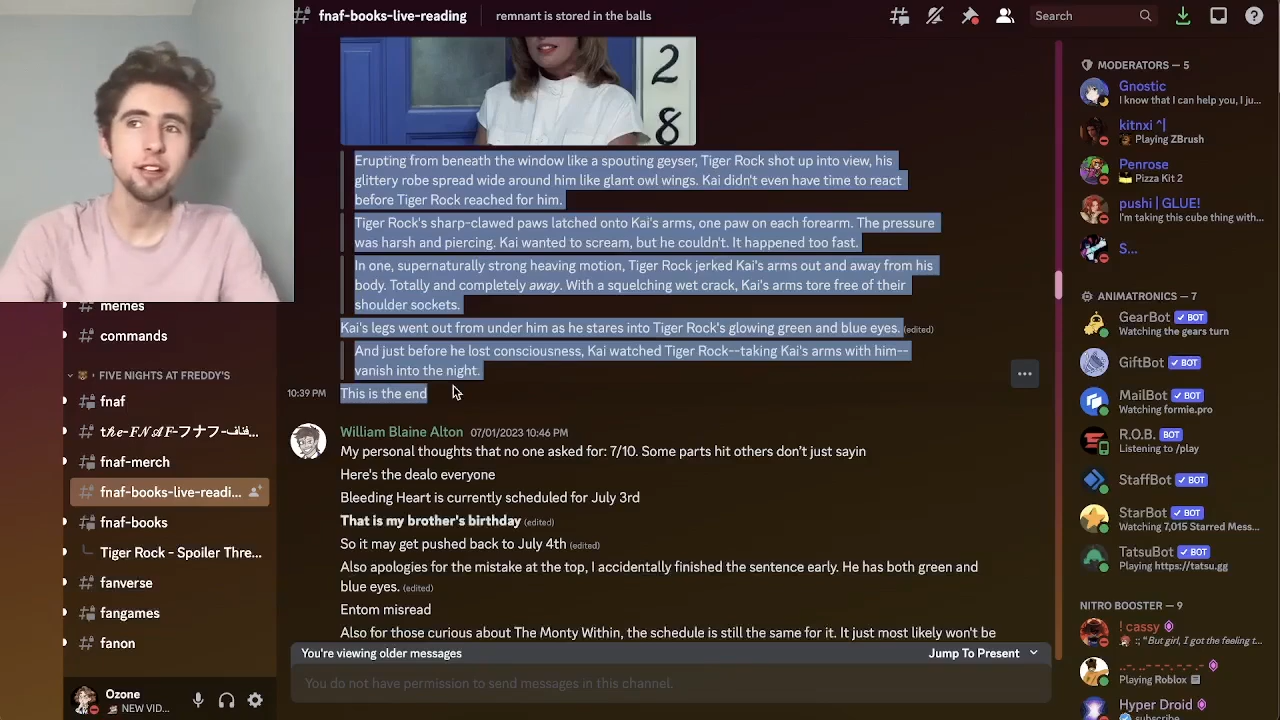 fnaf-books-live-reading
remnant is stored in the balls
Search
2
8
Erupting from beneath the window like a spouting geyser, Tiger Rock shot up into view, his
glittery robe spread wide around him like glant owl wings. Kai didn't even have time to react
before Tiger Rock reached for him.
Tiger Rock's sharp-clawed paws latched onto Kai's arms, one paw on each forearm. The pressure
was harsh and piercing. Kai wanted to scream, but he couldn't. It happened too fast.
In one, supernaturally strong heaving motion, Tiger Rock jerked Kai's arms out and away from his
body. Totally and completely away. With a squelching wet crack, Kai's arms tore free of their
shoulder sockets.
Kai's legs went out from under him as he stares into Tiger Rock's glowing green and blue eyes. (edited)
And just before he lost consciousness, Kai watched Tiger Rock--taking Kai's arms with him--
vanish into the night.
10:39 PM This is the end
William Blaine Alton 07/01/2023 10:46 PM
My personal thoughts that no one asked for: 7/10. Some parts hit others don't just sayin
Here's the dealo everyone
Bleeding Heart is currently scheduled for July 3rd
That is my brother's birthday (edited)
So it may get pushed back to July 4th (edited)
Also apologies for the mistake at the top, I accidentally finished the sentence early. He has both green and
blue eyes. (edited)
Entom misread
Also for those curious about The Monty Within, the schedule is still the same for it. It just most likely won't be
You're viewing older messages
Jump To Present
You do not have permission to send messages in this channel.
memes
commands
FIVE NIGHTS AT FREDDY'S
fnaf
fnaf-merch
fnaf-books-live-readi...
fnaf-books
Tiger Rock - Spoiler Thre...
fanverse
fangames
fanon
Ozone
NEW VID...
MODERATORS — 5
Gnostic
I know that I can help you, I ju...
kitnxi ^|
Playing ZBrush
Penrose
Pizza Kit 2
pushi | GLUE!
I'm taking this cube thing with...
S...
ANIMATRONICS — 7
GearBot BOT
Watching the gears turn
GiftBot BOT
MailBot BOT
Watching formie.pro
R.O.B. BOT
Listening to /play
StaffBot BOT
StarBot BOT
Watching 7,015 Starred Mess...
TatsuBot BOT
Playing https://tatsu.gg
NITRO BOOSTER — 9
! cassy
:; "But girl, I got the feeling t...
Playing Roblox
Hyper Droid
subscribe